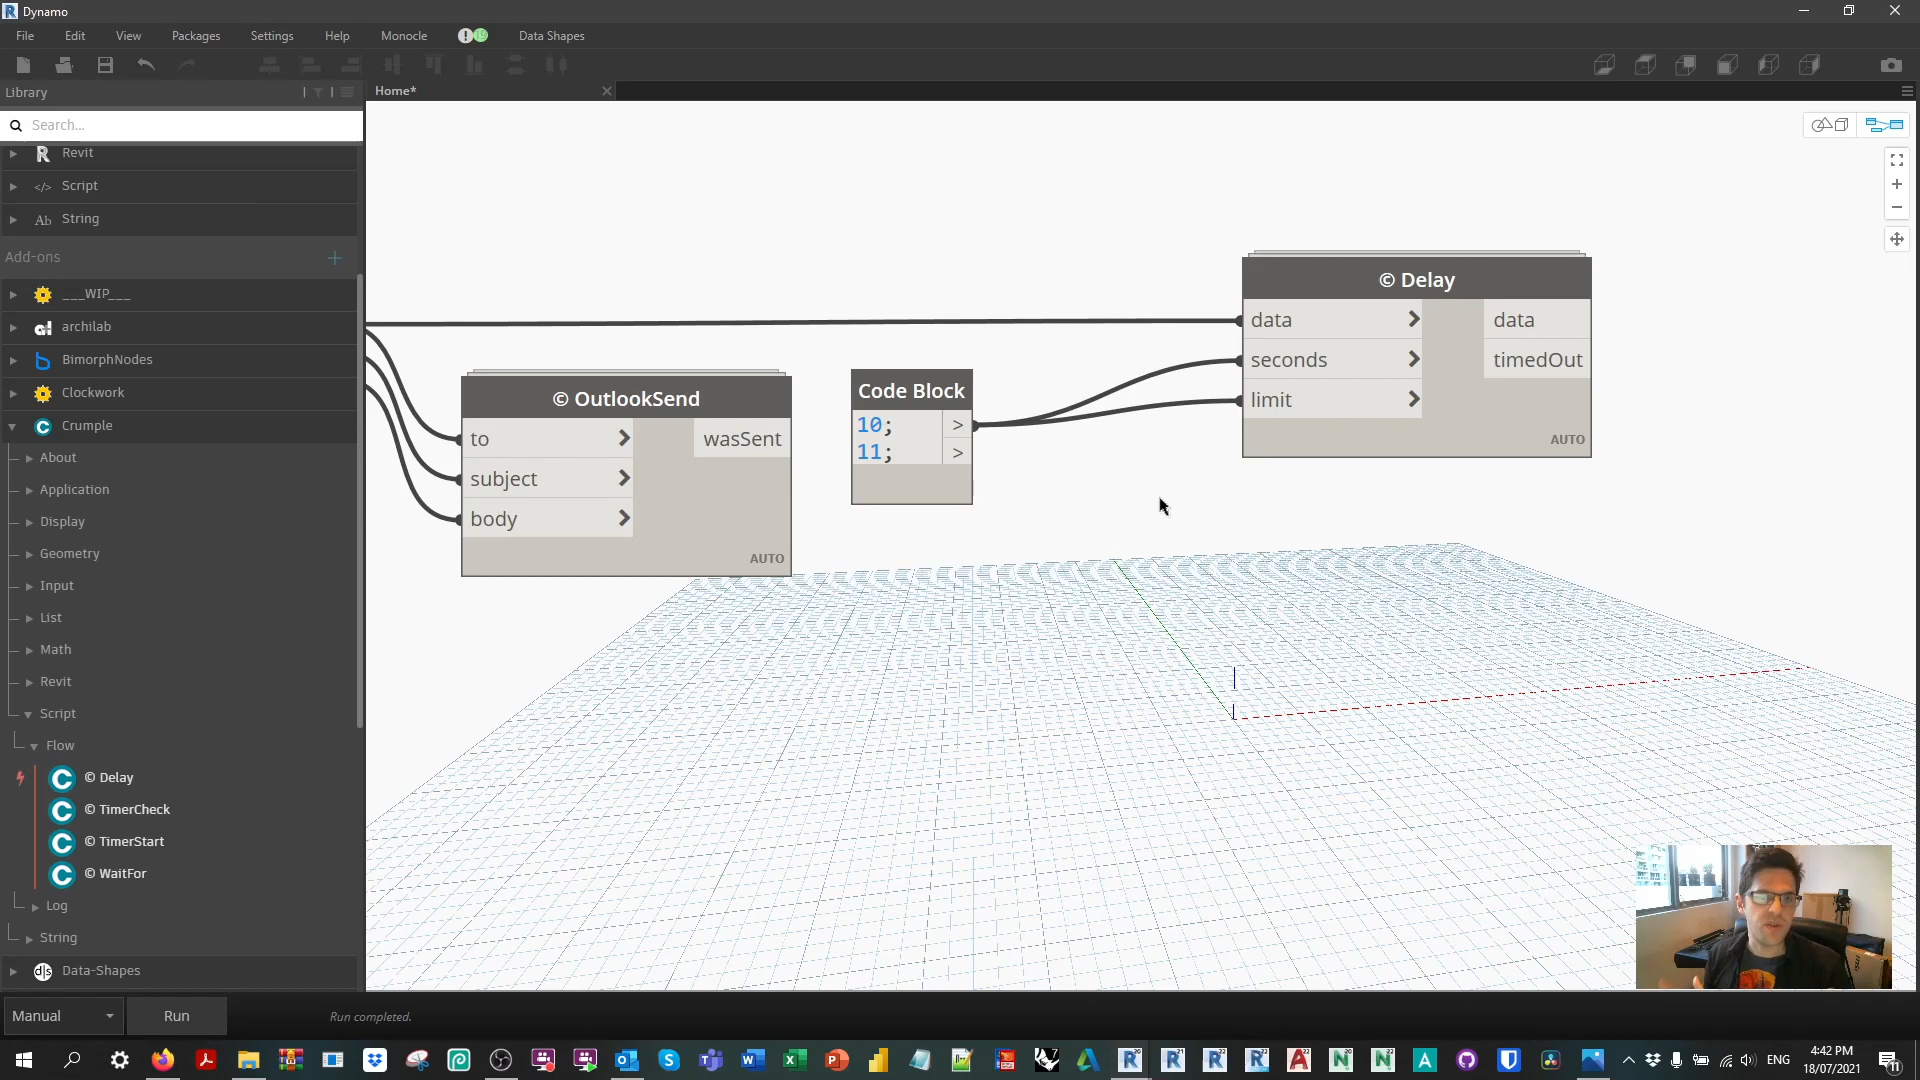 Dynamo
File Edit View Packages Settings Help Monocle Data Shapes
Library
Home*
Search...
Revit
Script
String
Add-ons
___WIP___
archilab
BimorphNodes
Clockwork
Crumple
About
Application
Display
Geometry
Input
List
Math
Revit
Script
Flow
© Delay
© TimerCheck
© TimerStart
© WaitFor
Log
String
Data-Shapes
© OutlookSend
to
wasSent
subject
body
AUTO
Code Block
10; >
11; >
© Delay
data
data
seconds
timedOut
limit
AUTO
Manual
Run
Run completed.
ENG
4:42 PM
18/07/2021